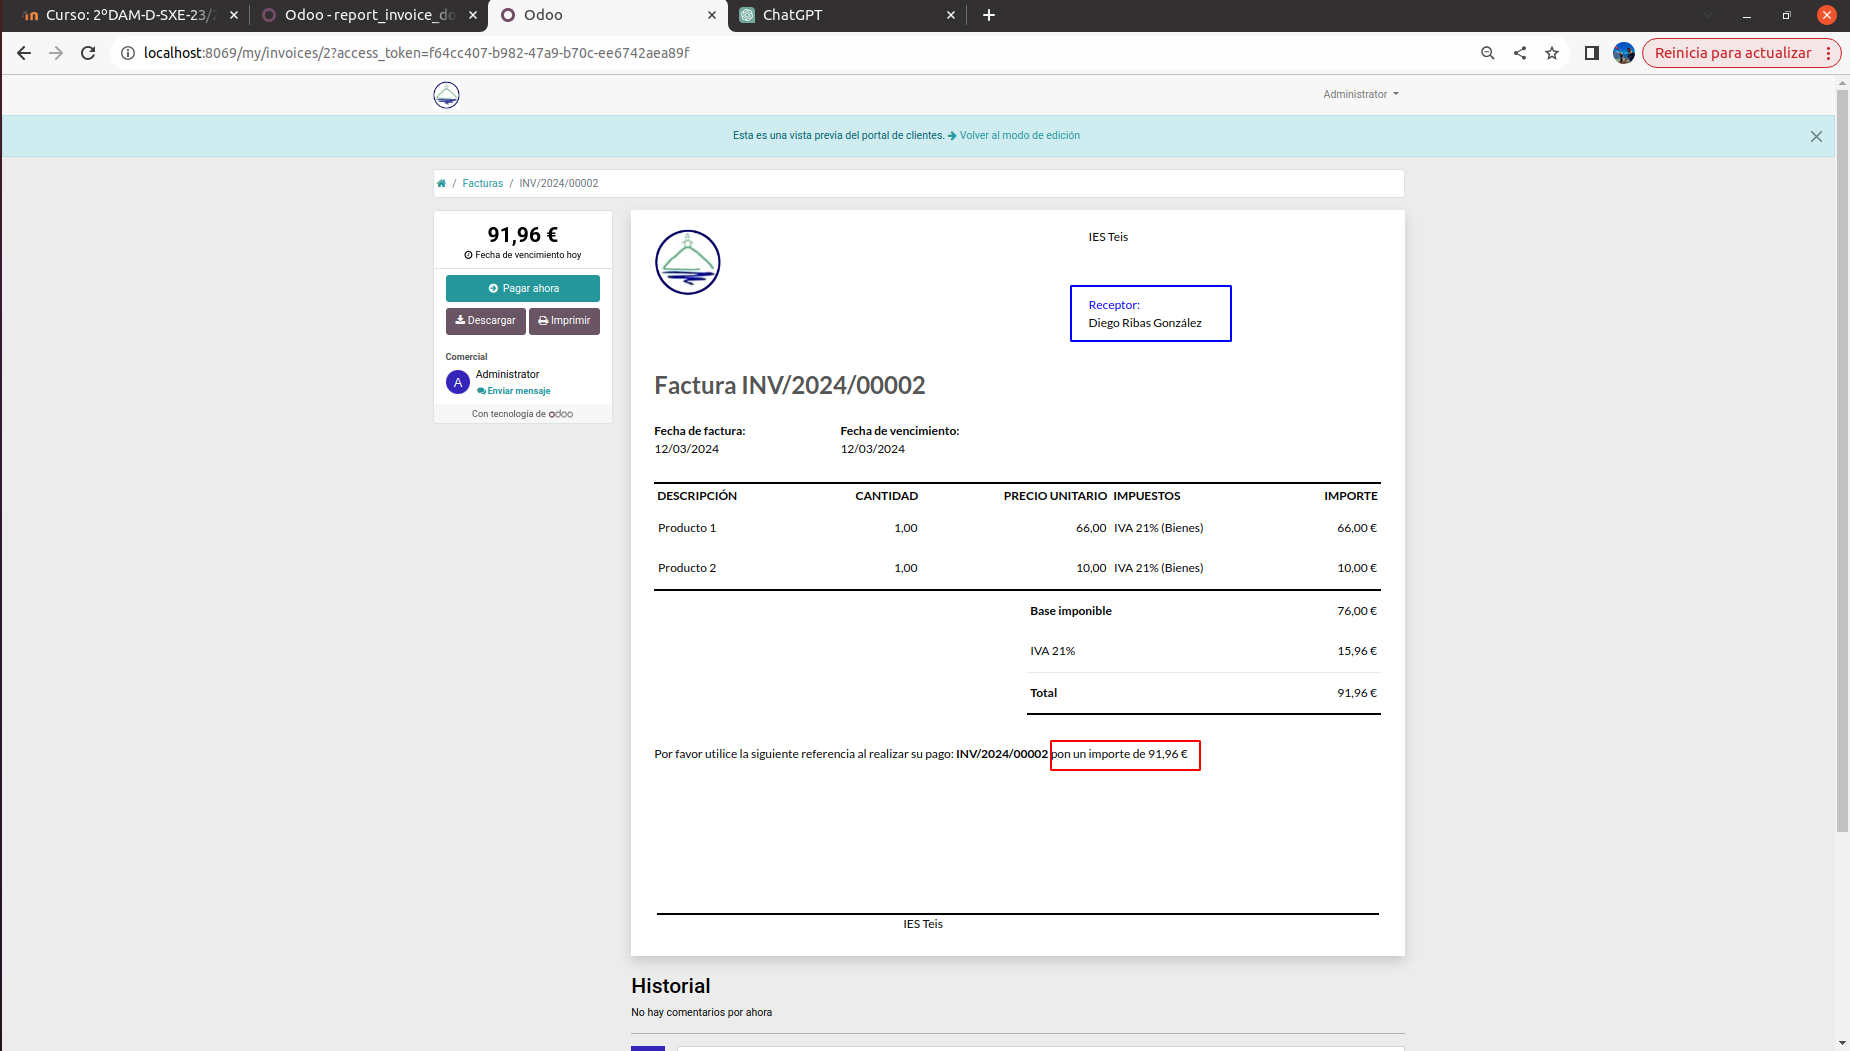 Curso: 2ºDAM-D-SXE-23/
Odoo - report_invoice_do
Odoo
ChatGPT
localhost:8069/my/invoices/2?access_token=f64cc407-b982-47a9-b70c-ee6742aea89f
Reinicia para actualizar
Administrator
Esta es una vista previa del portal de clientes. Volver al modo de edición
/ Facturas / INV/2024/00002
91,96 €
Fecha de vencimiento hoy
Pagar ahora
Descargar
Imprimir
Comercial
A
Administrator
Enviar mensaje
Con tecnología de odoo
IES Teis
Receptor:
Diego Ribas González
Factura INV/2024/00002
Fecha de factura: Fecha de vencimiento:
12/03/2024 12/03/2024
DESCRIPCIÓN CANTIDAD PRECIO UNITARIO IMPUESTOS IMPORTE
Producto 1 1,00 66,00 IVA 21% (Bienes) 66,00 €
Producto 2 1,00 10,00 IVA 21% (Bienes) 10,00 €
Base imponible 76,00 €
IVA 21% 15,96 €
Total 91,96 €
Por favor utilice la siguiente referencia al realizar su pago: INV/2024/00002 pon un importe de 91,96 €
IES Teis
Historial
No hay comentarios por ahora